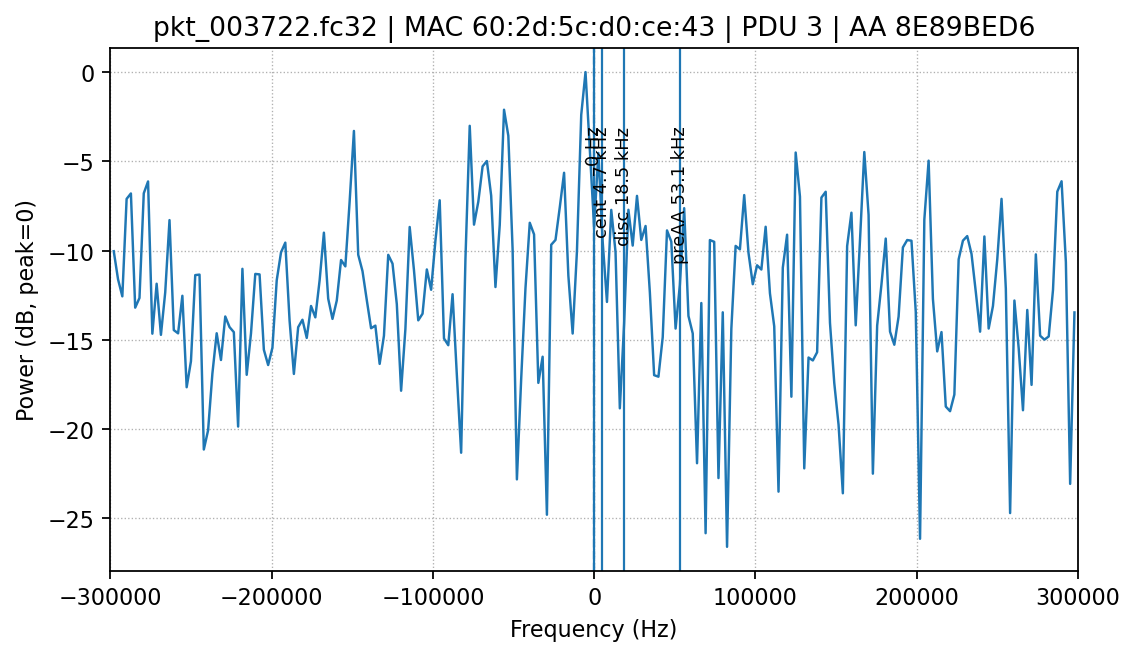 pkt_003722.fc32 | MAC 60:2d:5c:d0:ce:43 | PDU 3 | AA 8E89BED6
Power (dB, peak=0)
0
−5
−10
−15
−20
−25
0 Hz
cent 4.7 kHz
disc 18.5 kHz
preAA 53.1 kHz
−300000
−200000
−100000
0
100000
200000
300000
Frequency (Hz)